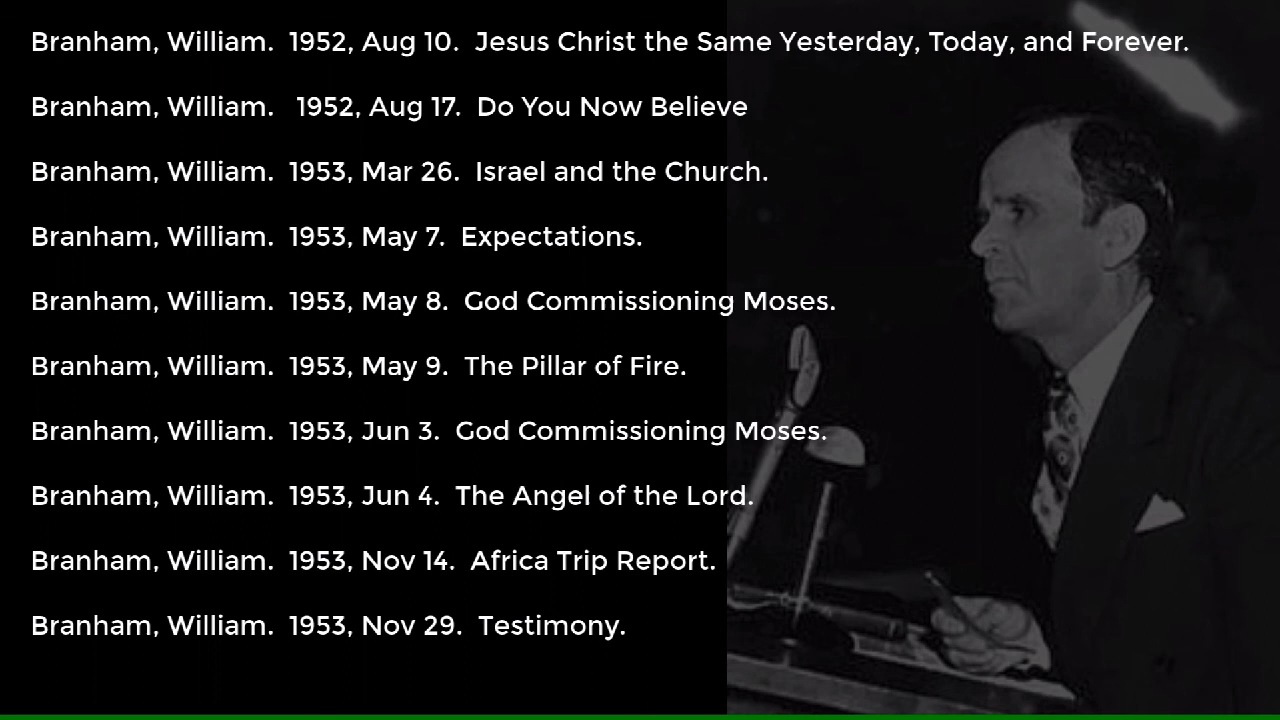 Branham, William. 1952, Aug 10. Jesus Christ the Same Yesterday, Today, and Forever.
Branham, William. 1952, Aug 17. Do You Now Believe
Branham, William. 1953, Mar 26. Israel and the Church.
Branham, William. 1953, May 7. Expectations.
Branham, William. 1953, May 8. God Commissioning Moses.
Branham, William. 1953, May 9. The Pillar of Fire.
Branham, William. 1953, Jun 3. God Commissioning Moses.
Branham, William. 1953, Jun 4. The Angel of the Lord.
Branham, William. 1953, Nov 14. Africa Trip Report.
Branham, William. 1953, Nov 29. Testimony.